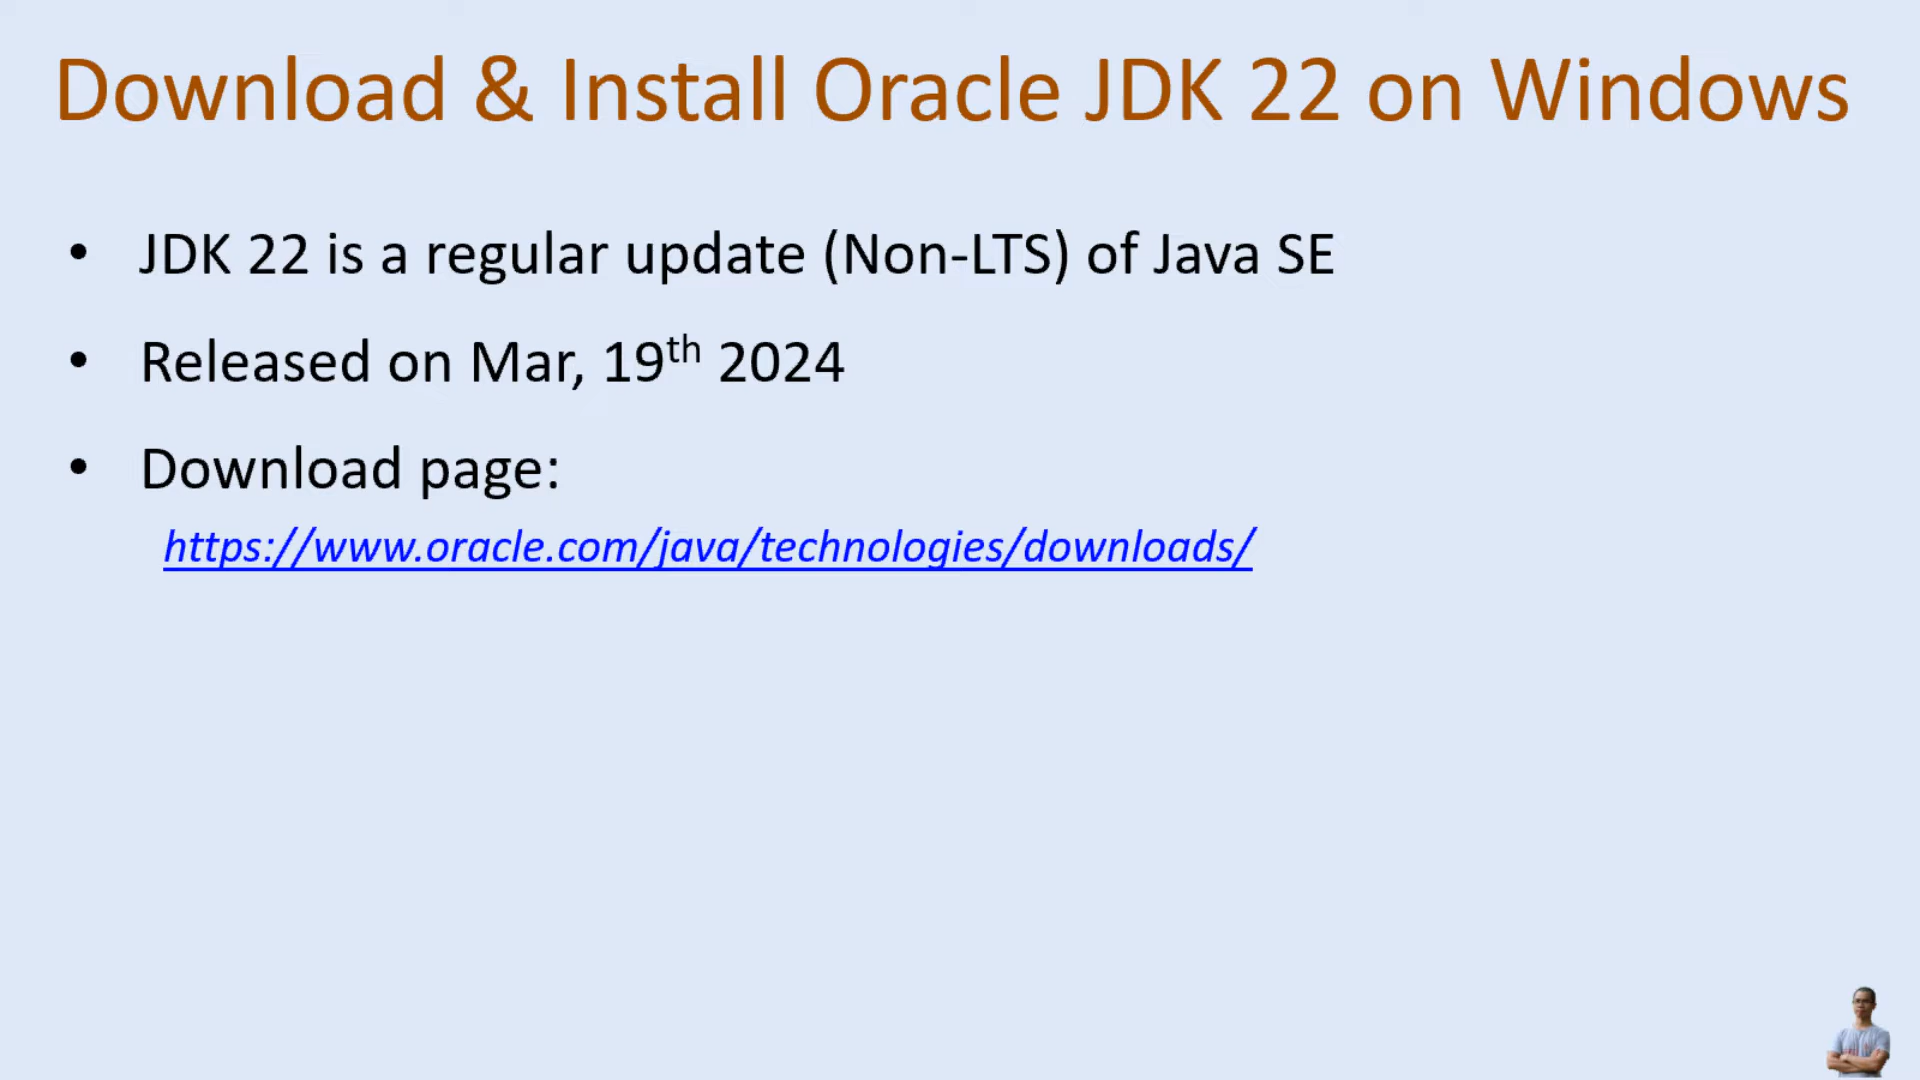 Download & Install Oracle JDK 22 on Windows
• JDK 22 is a regular update (Non-LTS) of Java SE
• Released on Mar, 19th 2024
• Download page:
https://www.oracle.com/java/technologies/downloads/